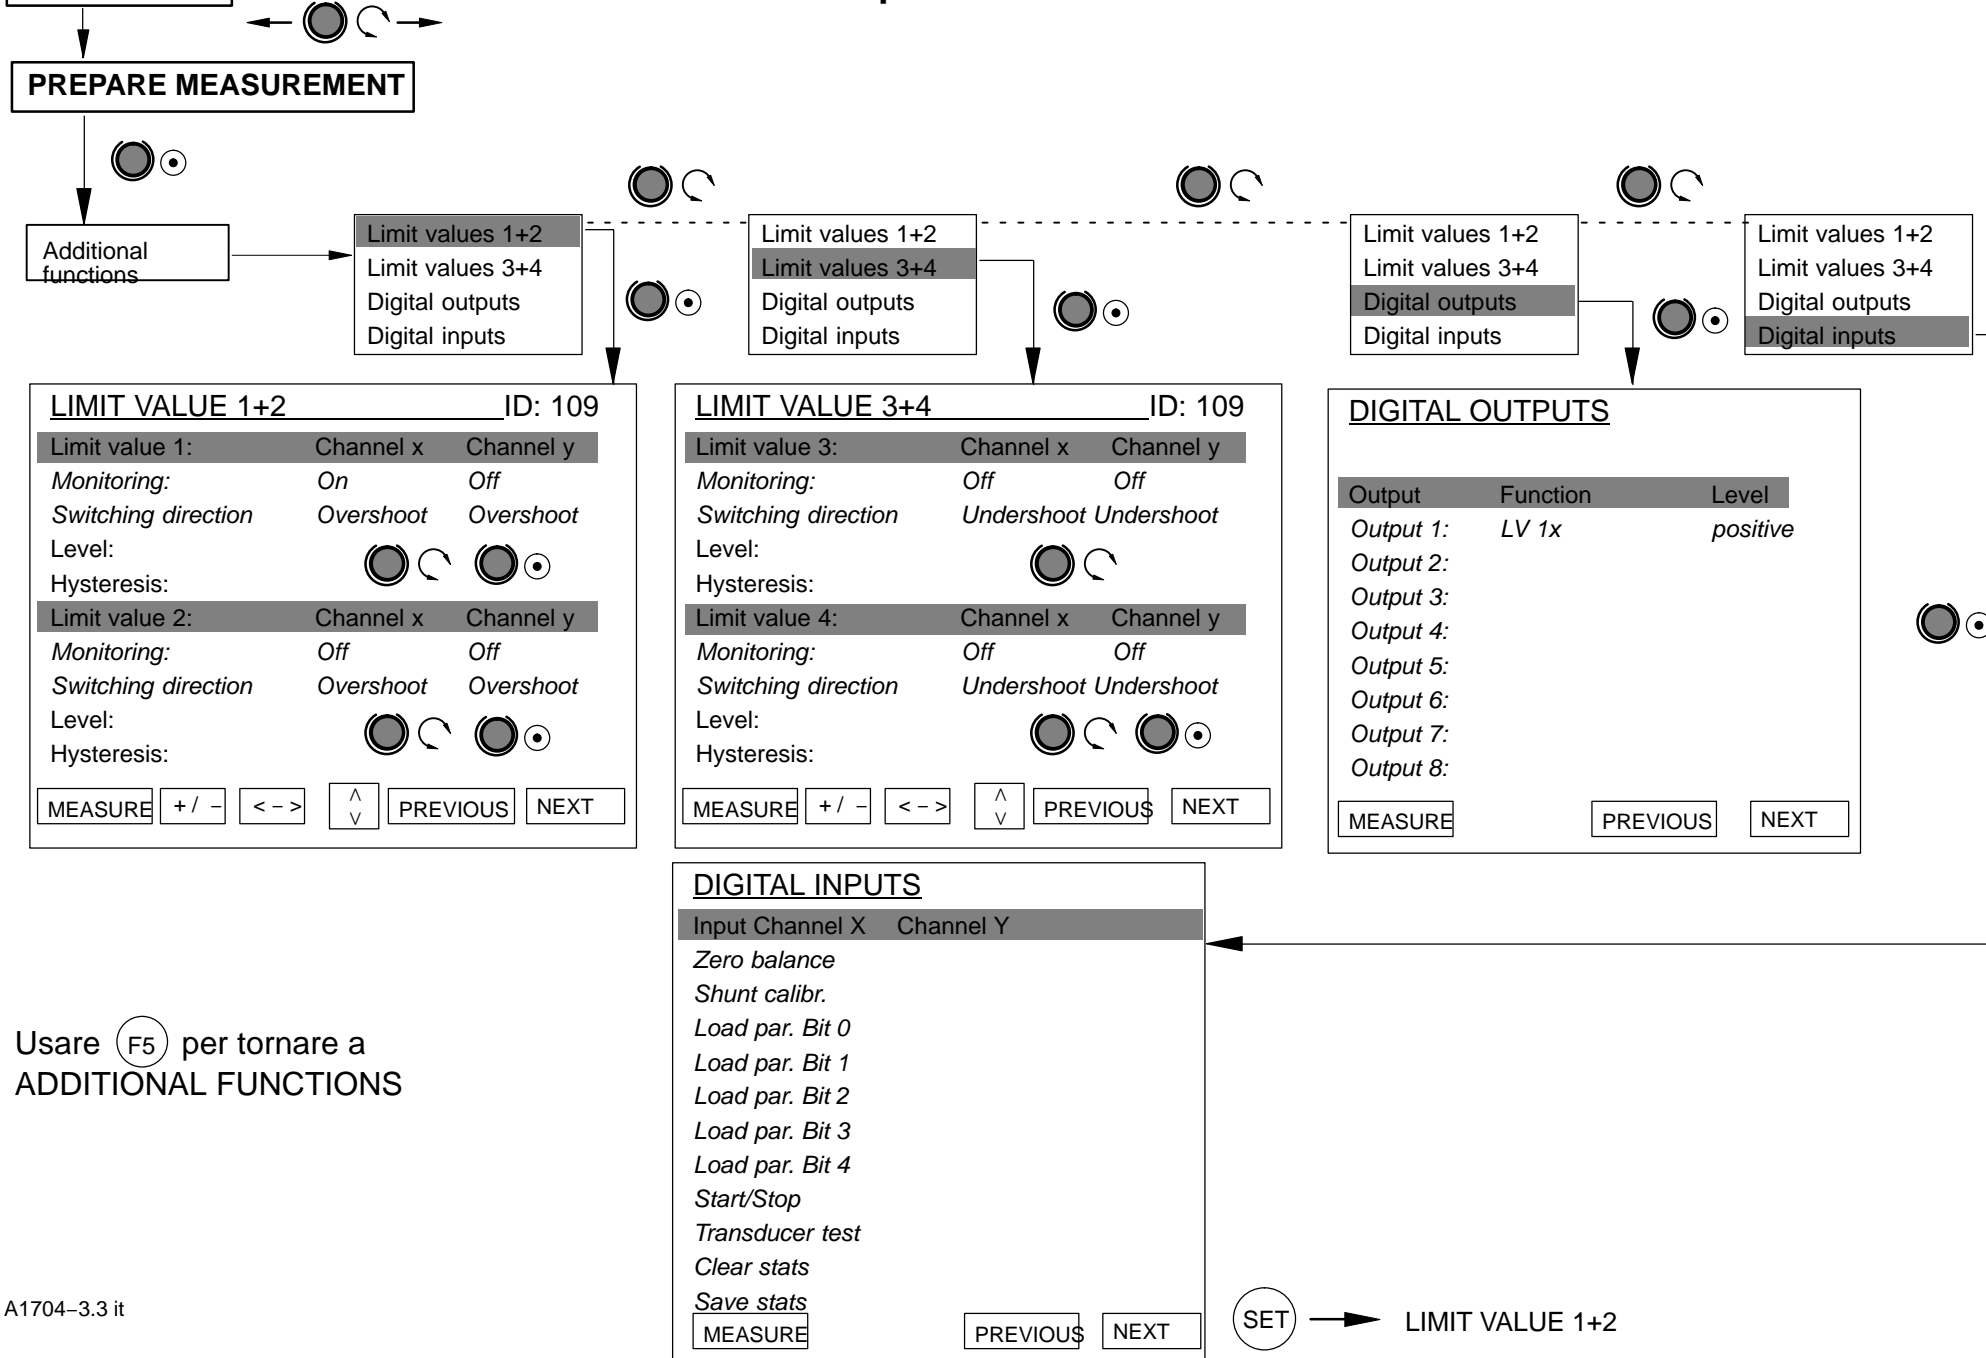 PREPARE MEASUREMENT
Additional
functions
Limit values 1+2
Limit values 3+4
Digital outputs
Digital inputs
Limit values 1+2
Limit values 3+4
Digital outputs
Digital inputs
Limit values 1+2
Limit values 3+4
Digital outputs
Digital inputs
Limit values 1+2
Limit values 3+4
Digital outputs
Digital inputs
LIMIT VALUE 1+2 ID: 109
Limit value 1: Channel x Channel y
Monitoring: On Off
Switching direction Overshoot Overshoot
Level:
Hysteresis:
Limit value 2: Channel x Channel y
Monitoring: Off Off
Switching direction Overshoot Overshoot
Level:
Hysteresis:
MEASURE +/− <−> ^ v PREVIOUS NEXT
LIMIT VALUE 3+4 ID: 109
Limit value 3: Channel x Channel y
Monitoring: Off Off
Switching direction Undershoot Undershoot
Level:
Hysteresis:
Limit value 4: Channel x Channel y
Monitoring: Off Off
Switching direction Undershoot Undershoot
Level:
Hysteresis:
MEASURE +/− <−> ^ v PREVIOUS NEXT
DIGITAL OUTPUTS
Output Function Level
Output 1: LV 1x positive
Output 2:
Output 3:
Output 4:
Output 5:
Output 6:
Output 7:
Output 8:
MEASURE PREVIOUS NEXT
DIGITAL INPUTS
Input Channel X Channel Y
Zero balance
Shunt calibr.
Load par. Bit 0
Load par. Bit 1
Load par. Bit 2
Load par. Bit 3
Load par. Bit 4
Start/Stop
Transducer test
Clear stats
Save stats
MEASURE PREVIOUS NEXT
Usare F5 per tornare a
ADDITIONAL FUNCTIONS
SET LIMIT VALUE 1+2
A1704−3.3 it